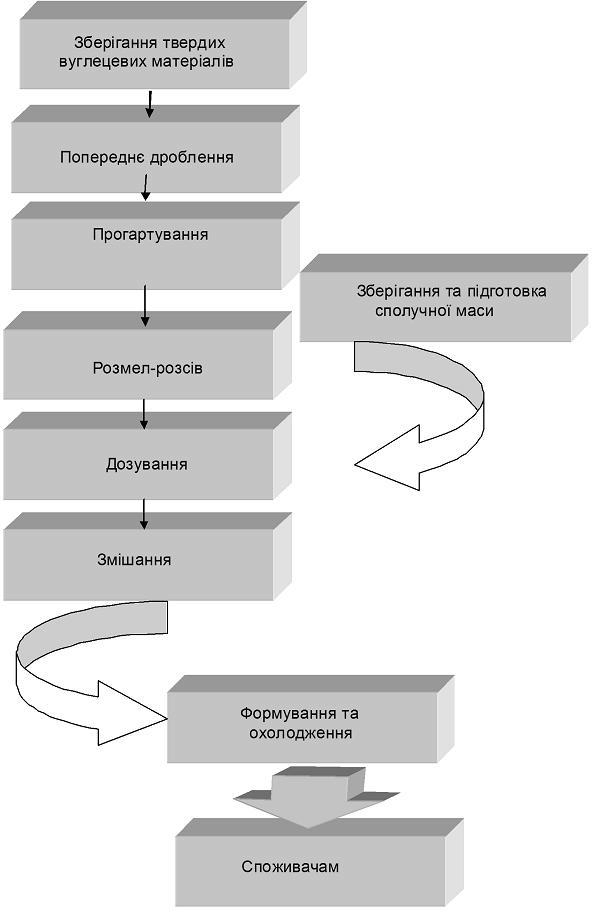 Зберігання твердих
вуглецевих матеріалів
Попереднє дроблення
Прогартування
Зберігання та підготовка
сполучної маси
Розмел-розсів
Дозування
Змішання
Формування та
охолодження
Споживачам